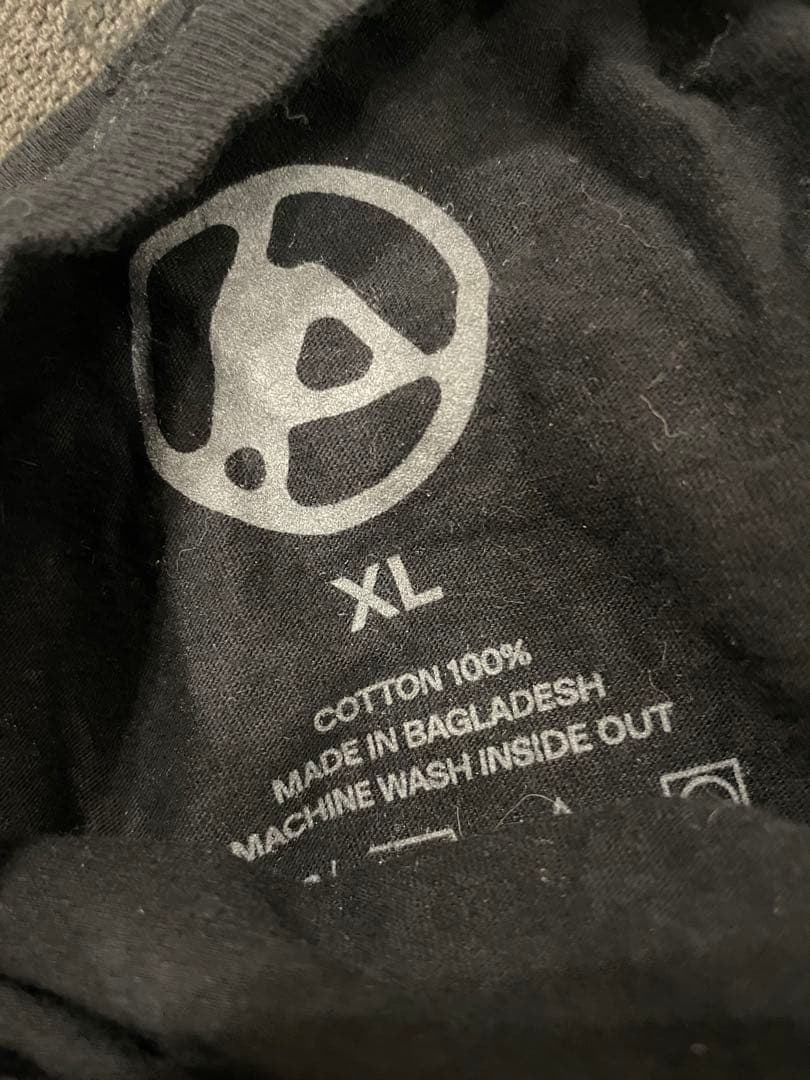 XL
COTTON 100%
MADE IN BAGLADESH
MACHINE WASH INSIDE OUT